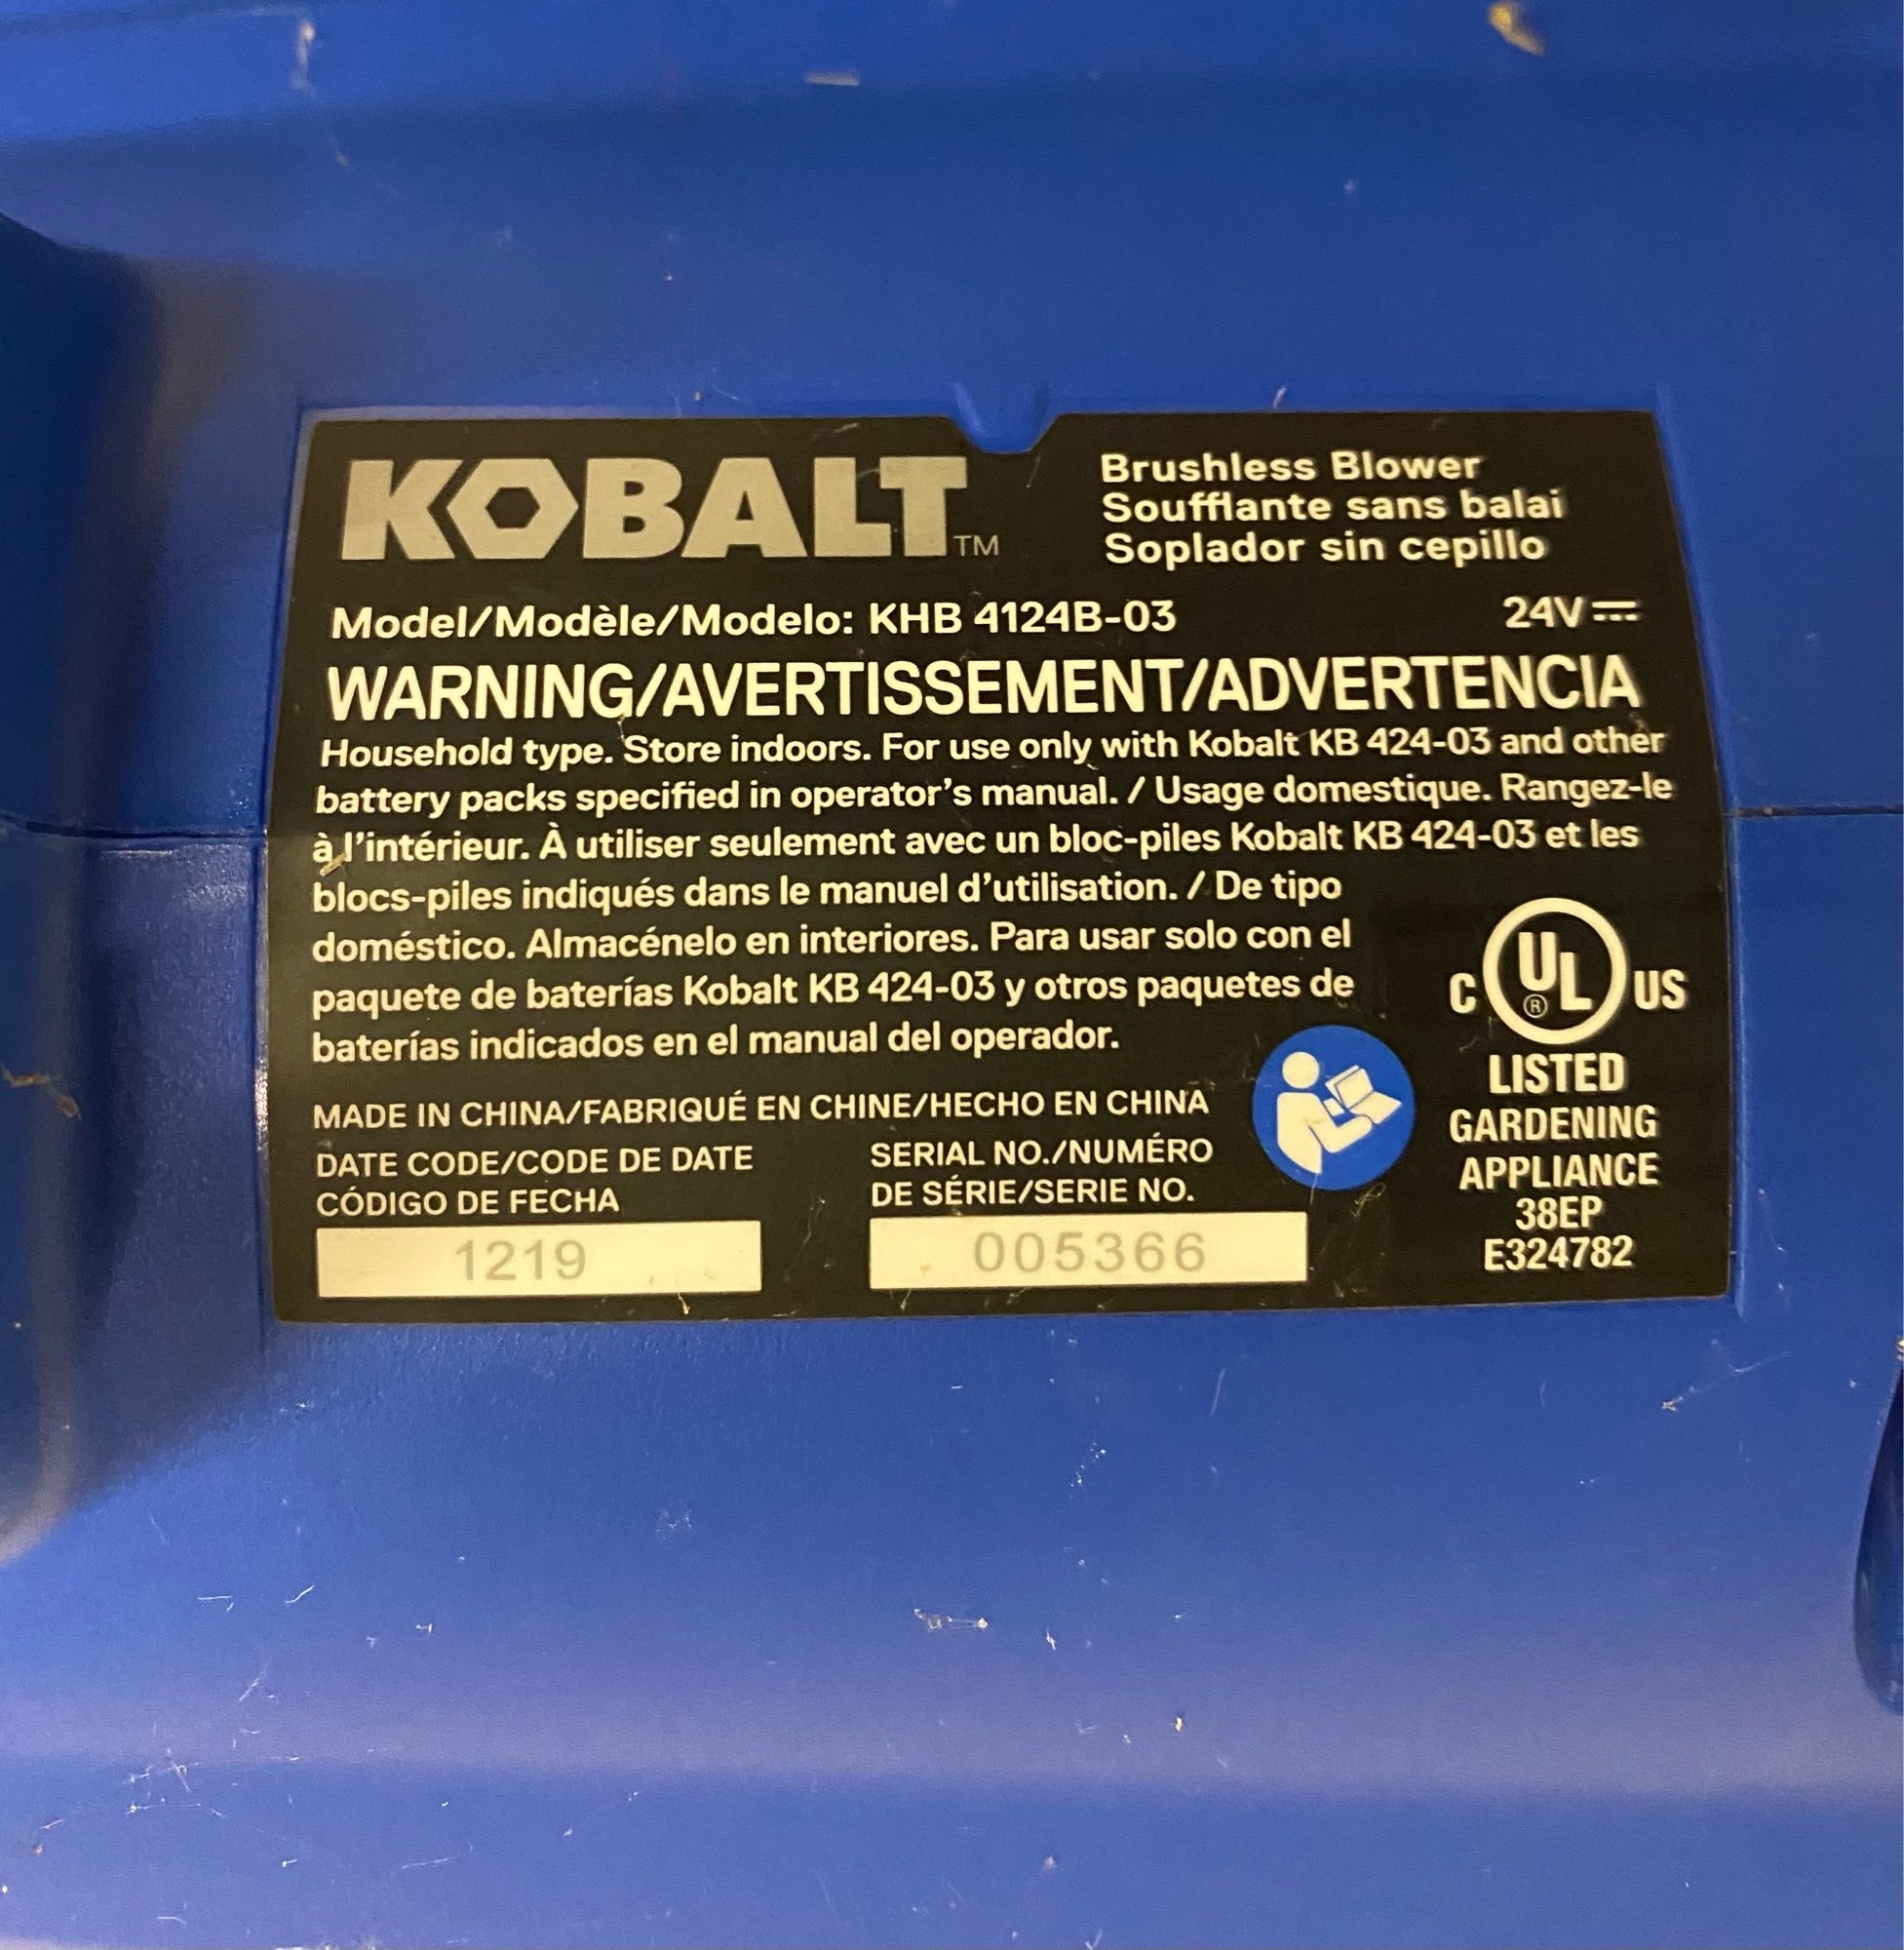 KOBALT™
Brushless Blower
Soufflante sans balai
Soplador sin cepillo
Model/Modèle/Modelo: KHB 4124B-03
24V⎓
WARNING/AVERTISSEMENT/ADVERTENCIA
Household type. Store indoors. For use only with Kobalt KB 424-03 and other
battery packs specified in operator's manual. / Usage domestique. Rangez-le
à l'intérieur. À utiliser seulement avec un bloc-piles Kobalt KB 424-03 et les
blocs-piles indiqués dans le manuel d'utilisation. / De tipo
doméstico. Almacénelo en interiores. Para usar solo con el
paquete de baterías Kobalt KB 424-03 y otros paquetes de
baterías indicados en el manual del operador.
MADE IN CHINA/FABRIQUÉ EN CHINE/HECHO EN CHINA
DATE CODE/CODE DE DATE
CÓDIGO DE FECHA
1219
SERIAL NO./NUMÉRO
DE SÉRIE/SERIE NO.
005366
C UL® US
LISTED
GARDENING
APPLIANCE
38EP
E324782